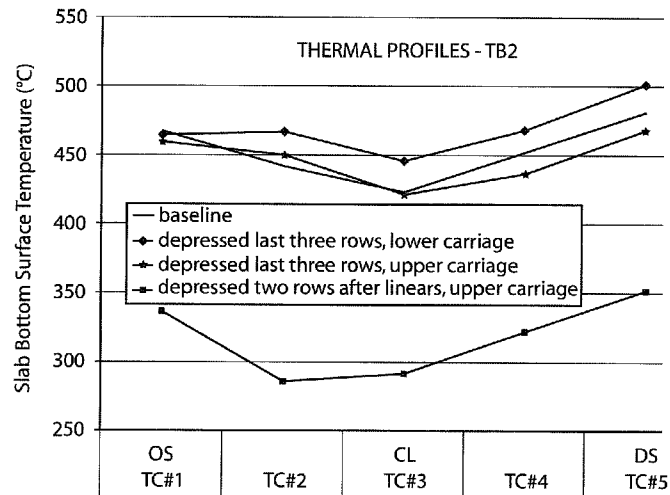 550
THERMAL PROFILES - TB2
500
450
400
baseline
depressed last three rows, lower carriage
depressed last three rows, upper carriage
depressed two rows after linears, upper carriage
350
300
250
Slab Bottom Surface Temperature (°C)
OS CL DS
TC#1 TC#2 TC#3 TC#4 TC#5